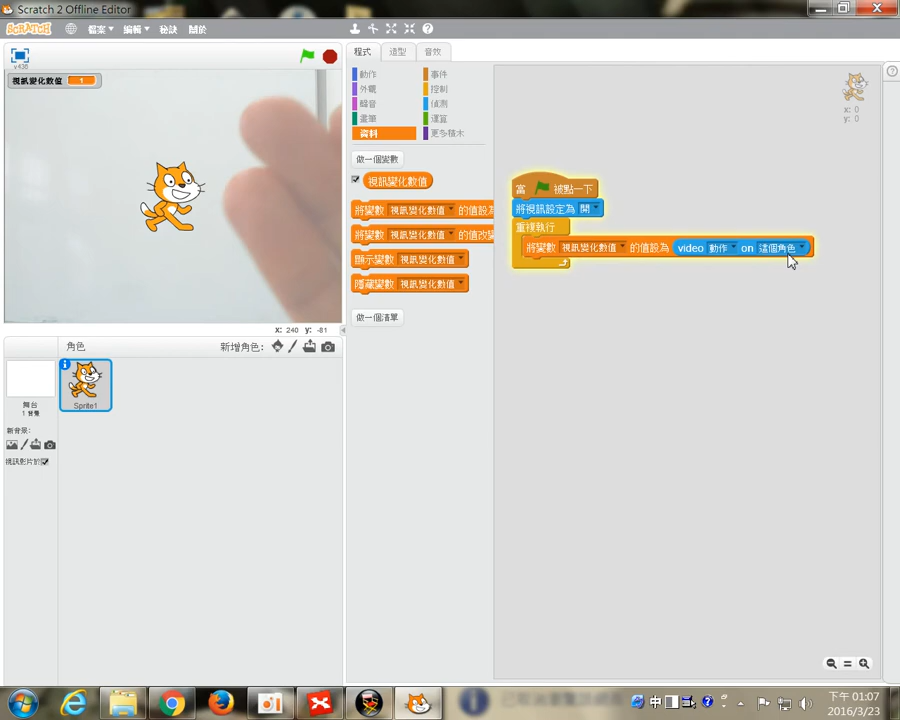 Scratch 2 Offline Editor
SCRATCH 檔案 編輯 秘訣 關於
v438
視訊變化數值 1
程式 造型 音效
動作 事件
外觀 控制
聲音 偵測
畫筆 運算
資料 更多積木
做一個變數
視訊變化數值
將變數 視訊變化數值 的值設為
將變數 視訊變化數值 的值改變
顯示變數 視訊變化數值
隱藏變數 視訊變化數值
做一個清單
x: 0
y: 0
當 被點一下
將視訊設定為 開
重複執行
將變數 視訊變化數值 的值設為 video 動作 on 這個角色
x: 240 y: -81
角色 新增角色:
舞台
1 背景
新背景:
視訊影片於
Sprite1
中
下午 01:07
2016/3/23